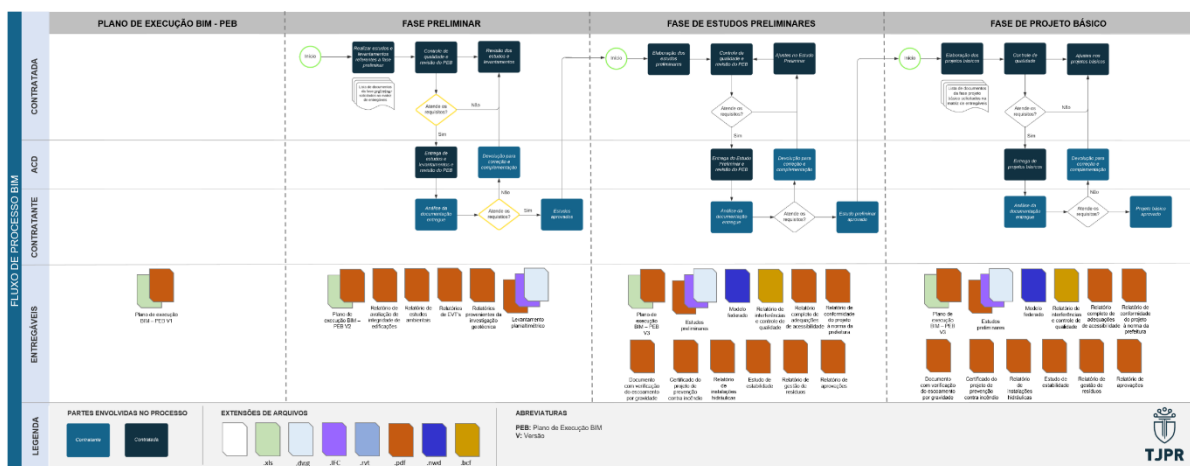 PLANO DE EXECUÇÃO BIM - PEB
FASE PRELIMINAR
FASE DE ESTUDOS PRELIMINARES
FASE DE PROJETO BÁSICO
FLUXO DE PROCESSO BIM
CONTRATADA
ACD
CONTRATANTE
ENTREGÁVEIS
LEGENDA
Início
Realizar estudos e
levantamentos
referentes a fase
preliminar
Controle de
qualidade e
revisão do PEB
Revisão dos
estudos e
levantamentos
Atende os
requisitos?
Não
Sim
Entrega de
estudos e
levantamentos e
revisão do PEB
Devolução para
correção e
complementação
Não
Análise da
documentação
entregue
Atende os
requisitos?
Sim
Estudos
aprovados
Início
Elaboração dos
estudos
preliminares
Controle de
qualidade e
revisão do PEB
Ajustes no Estudo
Preliminar
Atende os
requisitos?
Não
Sim
Entrega do Estudo
Preliminar e
revisão do PEB
Devolução para
correção e
complementação
Não
Análise da
documentação
entregue
Atende os
requisitos?
Sim
Estudo preliminar
aprovado
Início
Elaboração dos
projetos básicos
Controle de
qualidade
Ajustes nos
projetos básicos
Atende os
requisitos?
Não
Sim
Entrega de
projetos básicos
Devolução para
correção e
complementação
Não
Análise da
documentação
entregue
Atende os
requisitos?
Sim
Projeto básico
aprovado
Plano de execução
BIM – PEB V1
Plano de
execução BIM –
PEB V2
Relatório de
avaliação de
integridade de
edificações
Relatório de
estudos
ambientais
Relatórios
de CVT's
Relatórios
provenientes da
investigação
geotécnica
Levantamento
planialtimétrico
Plano de
execução
BIM – PEB
V3
Estudos
preliminares
Modelo
federado
Relatório de
interferências
e controle de
qualidade
Relatório
completo de
adequações
de acessibilidade
Relatório de
conformidade
do projeto
à norma da
prefeitura
Documento
com verificação
do escoamento
por gravidade
Certificado do
projeto de
prevenção
contra incêndio
Relatório
de
instalações
hidráulicas
Estudo de
estabilidade
Relatório
de gestão de
resíduos
Relatório de
aprovações
Plano de
execução
BIM – PEB
V3
Estudos
preliminares
Modelo
federado
Relatório de
interferências
e controle de
qualidade
Relatório
completo de
adequações
de acessibilidade
Relatório de
conformidade
do projeto
à norma da
prefeitura
Documento
com verificação
do escoamento
por gravidade
Certificado do
projeto de
prevenção
contra incêndio
Relatório
de
instalações
hidráulicas
Estudo de
estabilidade
Relatório
de gestão de
resíduos
Relatório de
aprovações
PARTES ENVOLVIDAS NO PROCESSO
Contratante
Contratada
EXTENSÕES DE ARQUIVOS
.xls
.dwg
.IFC
.rvt
.pdf
.nwd
.bcf
ABREVIATURAS
PEB: Plano de Execução BIM
V: Versão
TJPR